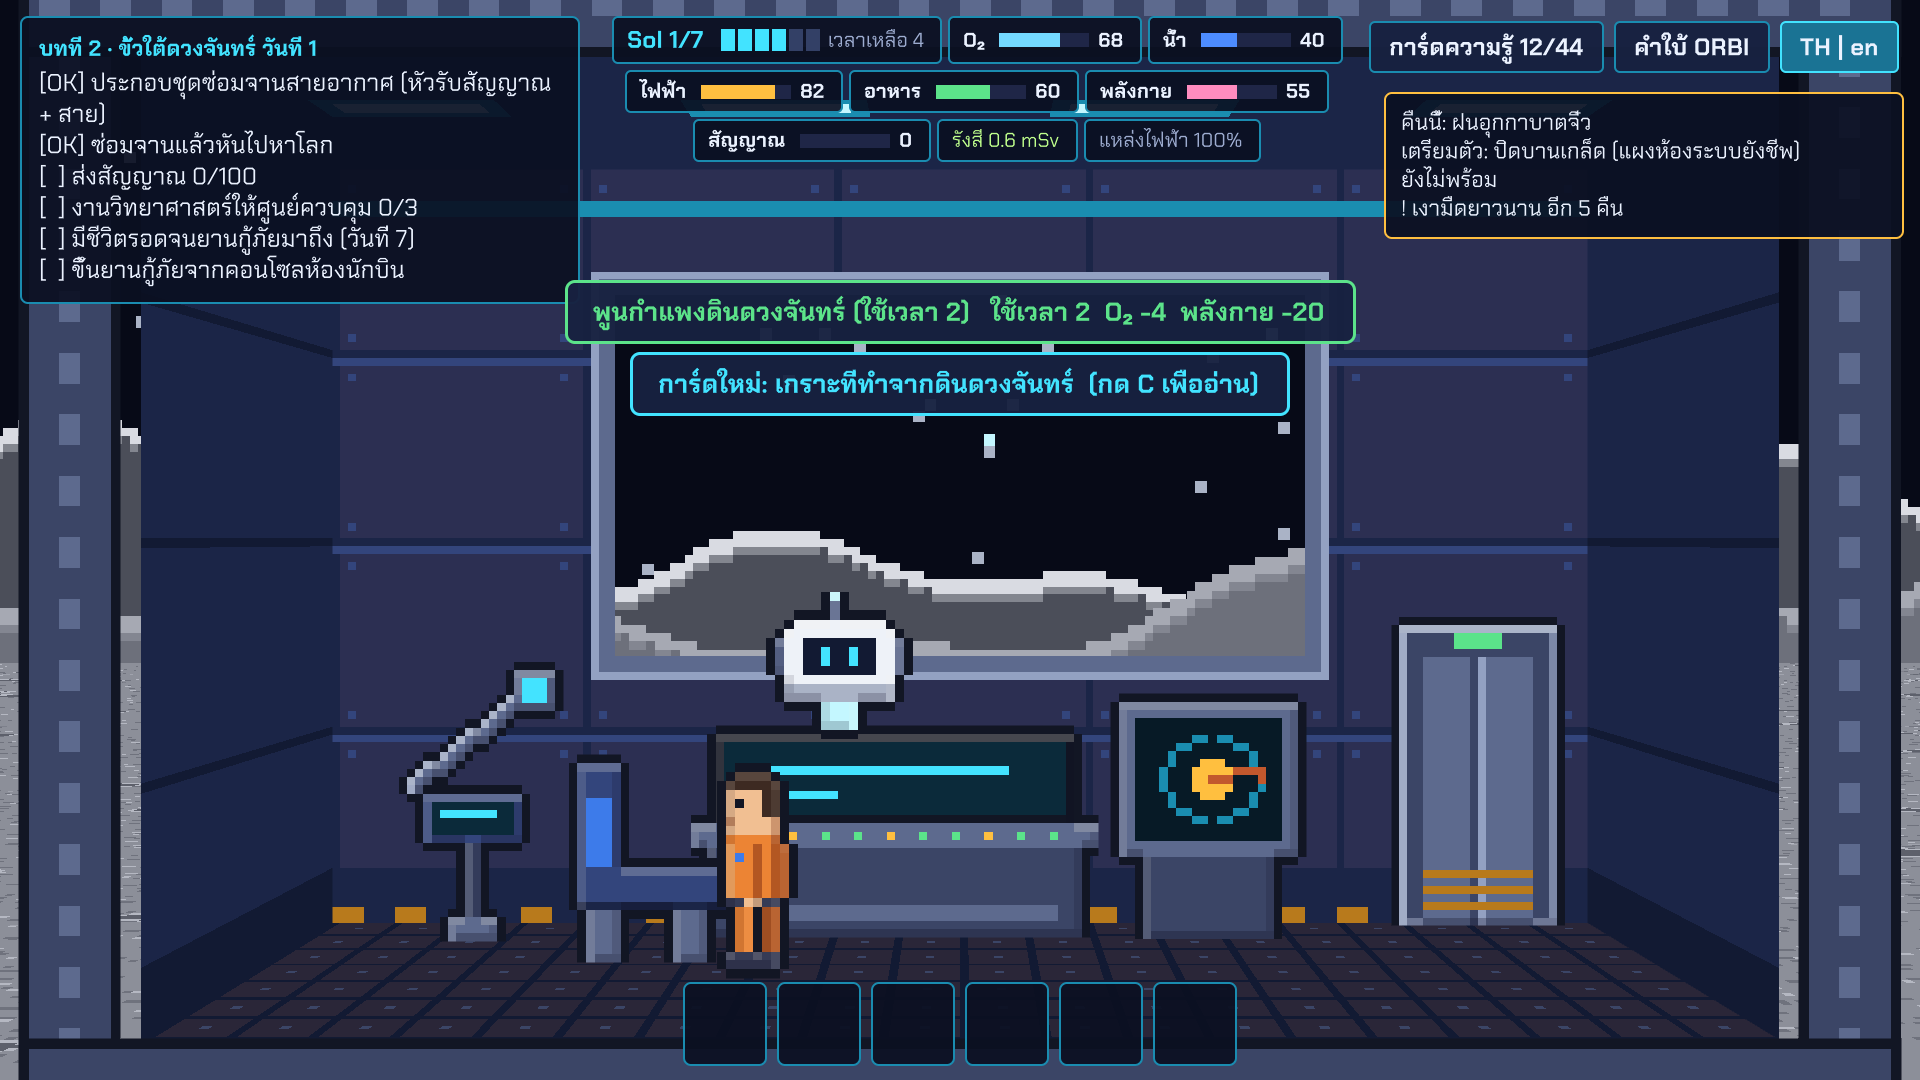 บทที่ 2 · ขั้วใต้ดวงจันทร์ วันที่ 1
[OK] ประกอบชุดซ่อมจานสายอากาศ (หัวรับสัญญาณ
+ สาย)
[OK] ซ่อมจานแล้วหันไปหาโลก
[ ] ส่งสัญญาณ 0/100
[ ] งานวิทยาศาสตร์ให้ศูนย์ควบคุม 0/3
[ ] มีชีวิตรอดจนยานกู้ภัยมาถึง (วันที่ 7)
[ ] ขึ้นยานกู้ภัยจากคอนโซลห้องนักบิน
Sol 1/7 เวลาเหลือ 4
O₂ 68
น้ำ 40
ไฟฟ้า 82
อาหาร 60
พลังกาย 55
สัญญาณ 0
รังสี 0.6 mSv
แหล่งไฟฟ้า 100%
การ์ดความรู้ 12/44
คำใบ้ ORBI
TH | en
คืนนี้: ฝนอุกกาบาตจิ๋ว
เตรียมตัว: ปิดบานเกล็ด (แผงห้องระบบยังชีพ)
ยังไม่พร้อม
! เงามืดยาวนาน อีก 5 คืน
พูนกำแพงดินดวงจันทร์ (ใช้เวลา 2) ใช้เวลา 2 O₂ -4 พลังกาย -20
การ์ดใหม่: เกราะที่ทำจากดินดวงจันทร์ (กด C เพื่ออ่าน)